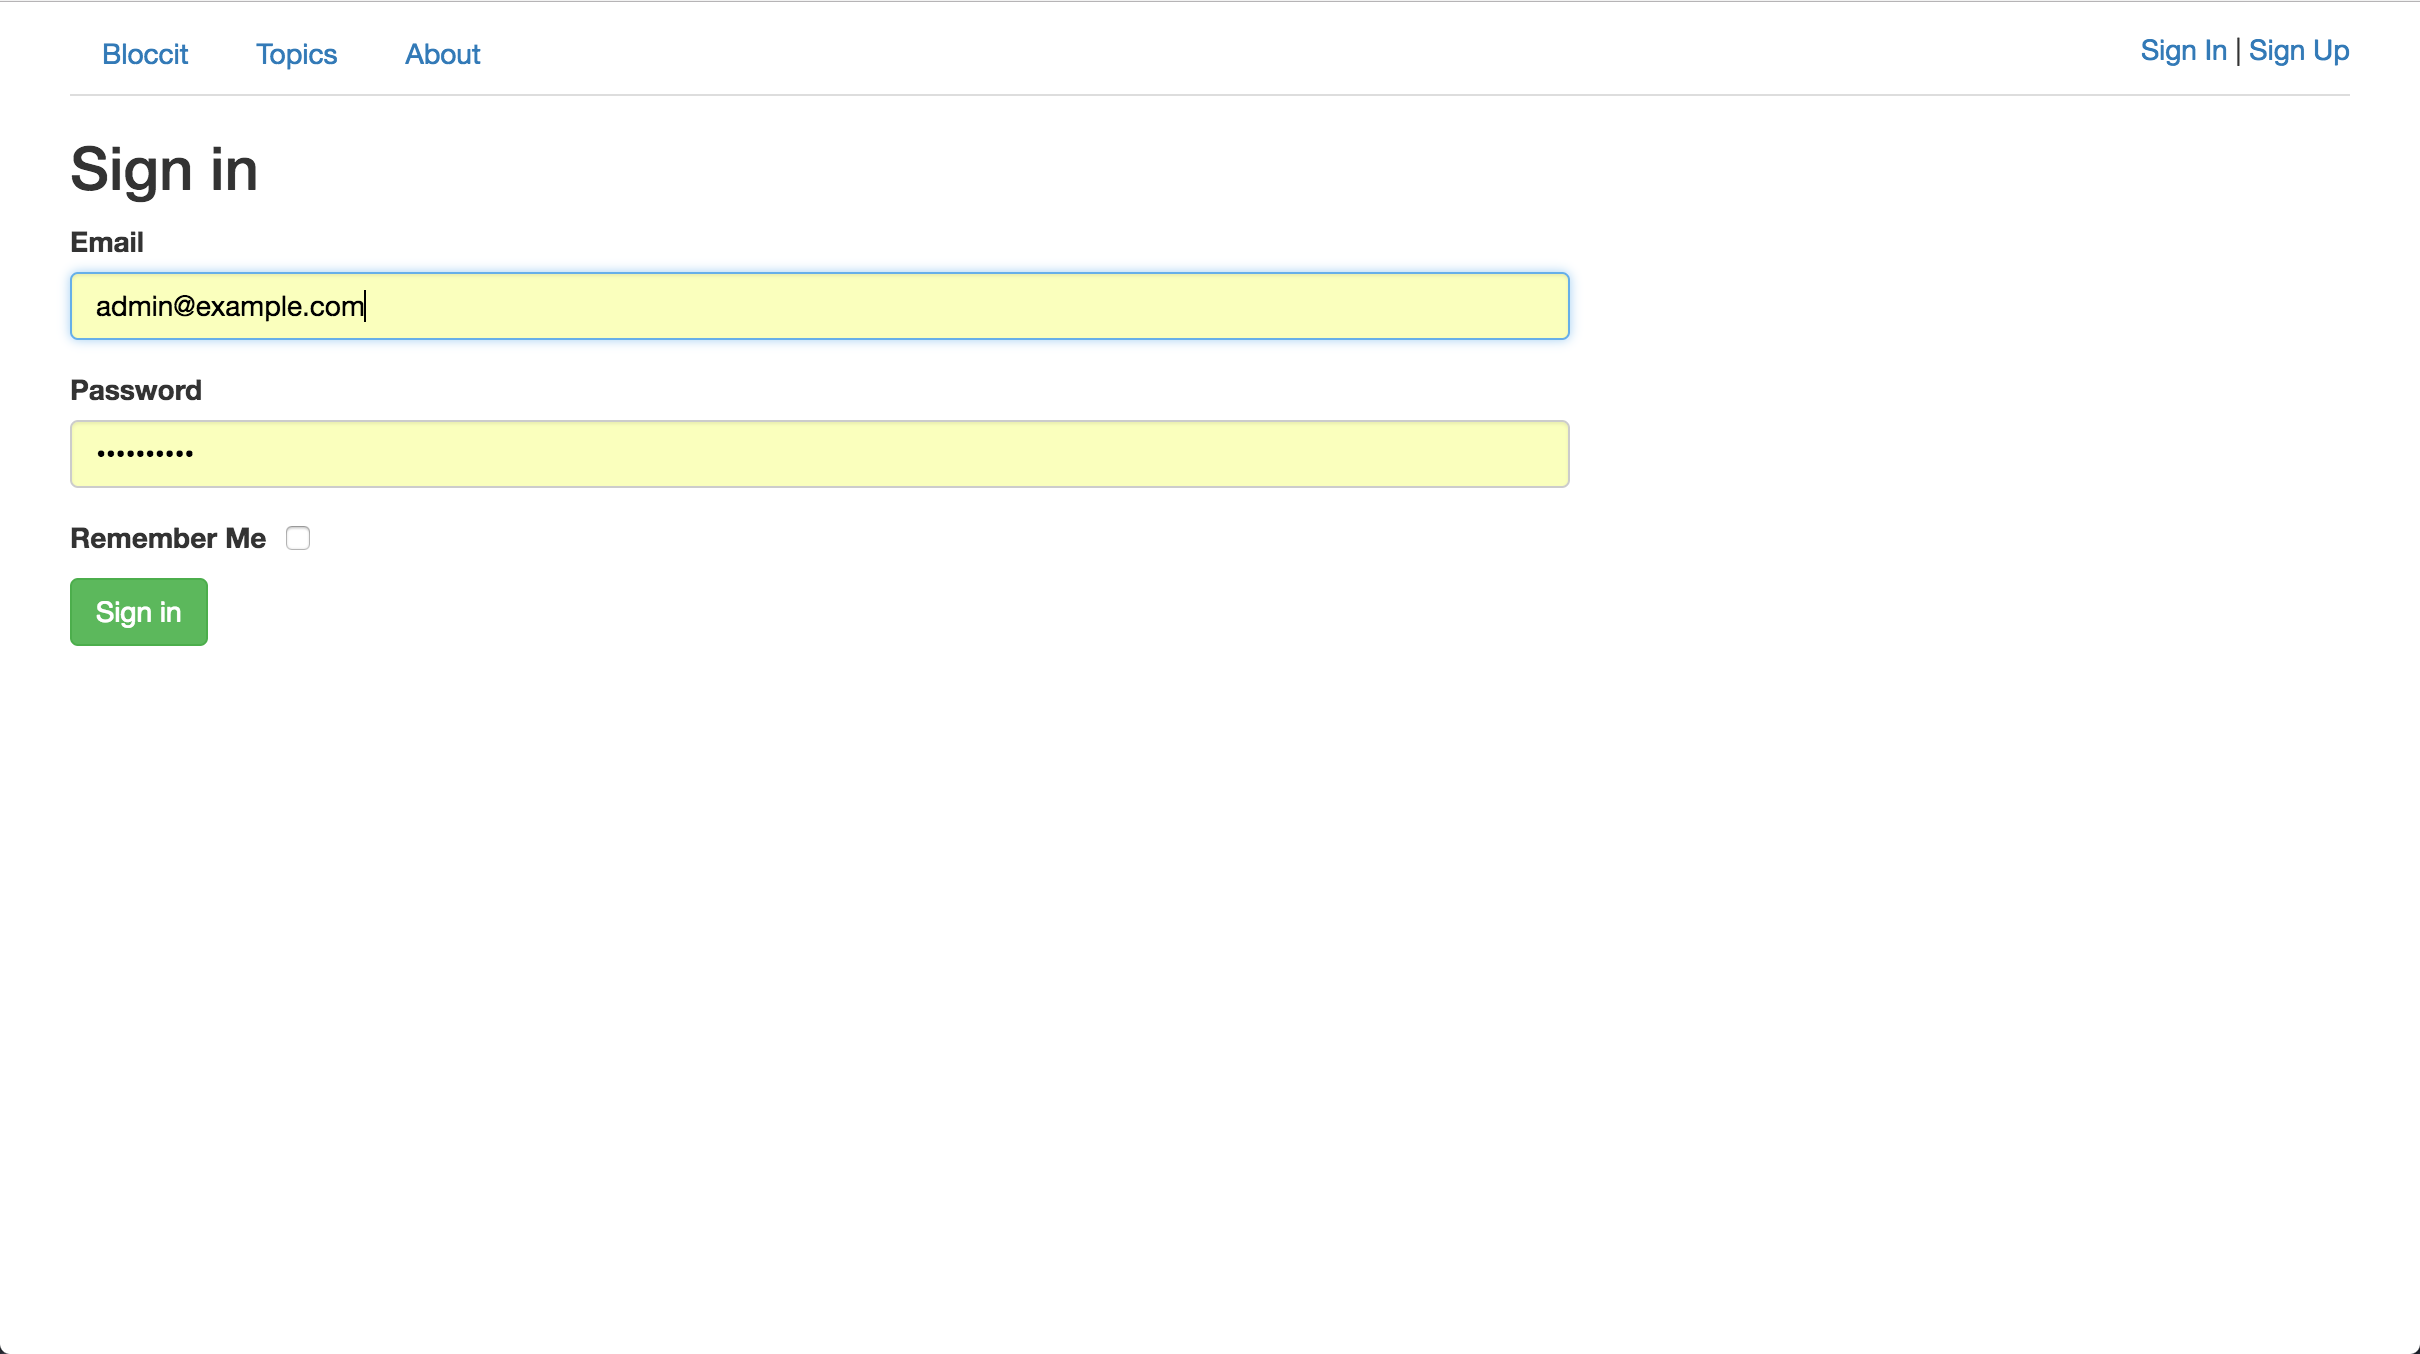 Bloccit Topics About Sign In | Sign Up
Sign in
Email
admin@example.com
Password
••••••••••
Remember Me
Sign in